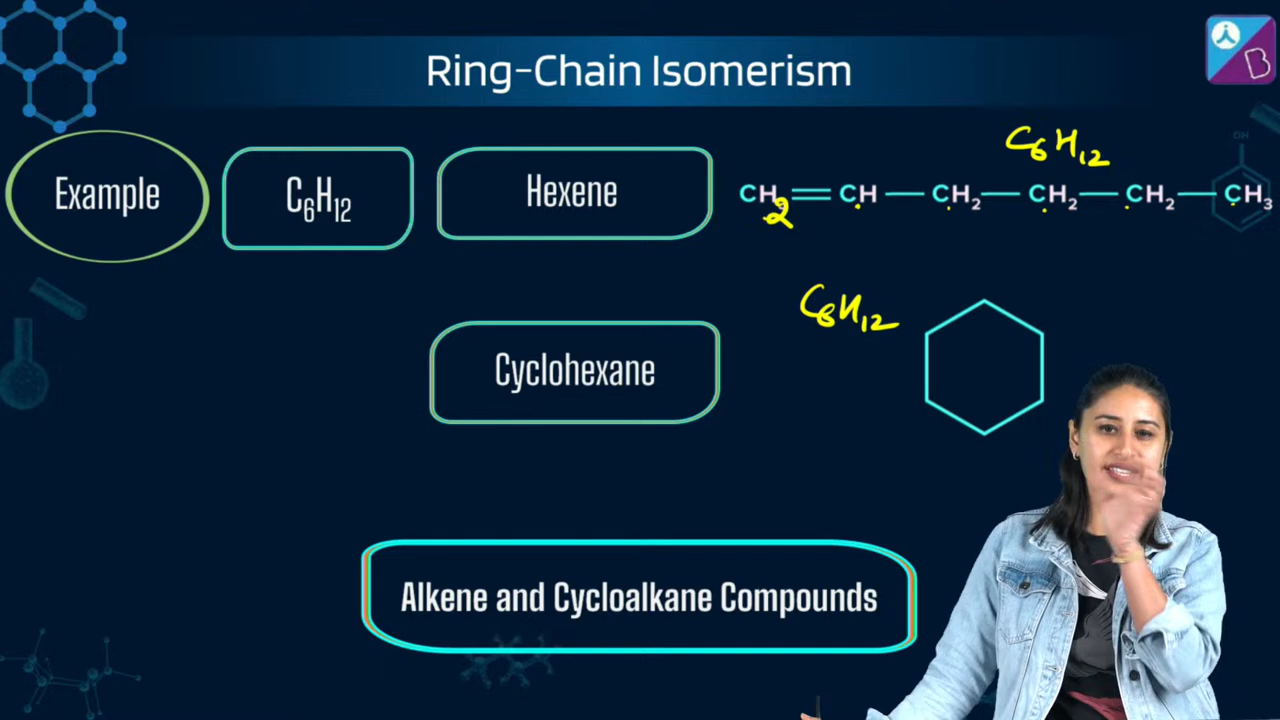 Ring-Chain Isomerism
B
OH
Example
C₆H₁₂
Hexene
C₆H₁₂
CH₂=CH—CH₂—CH₂—CH₂—CH₃
Cyclohexane
C₆H₁₂
Alkene and Cycloalkane Compounds